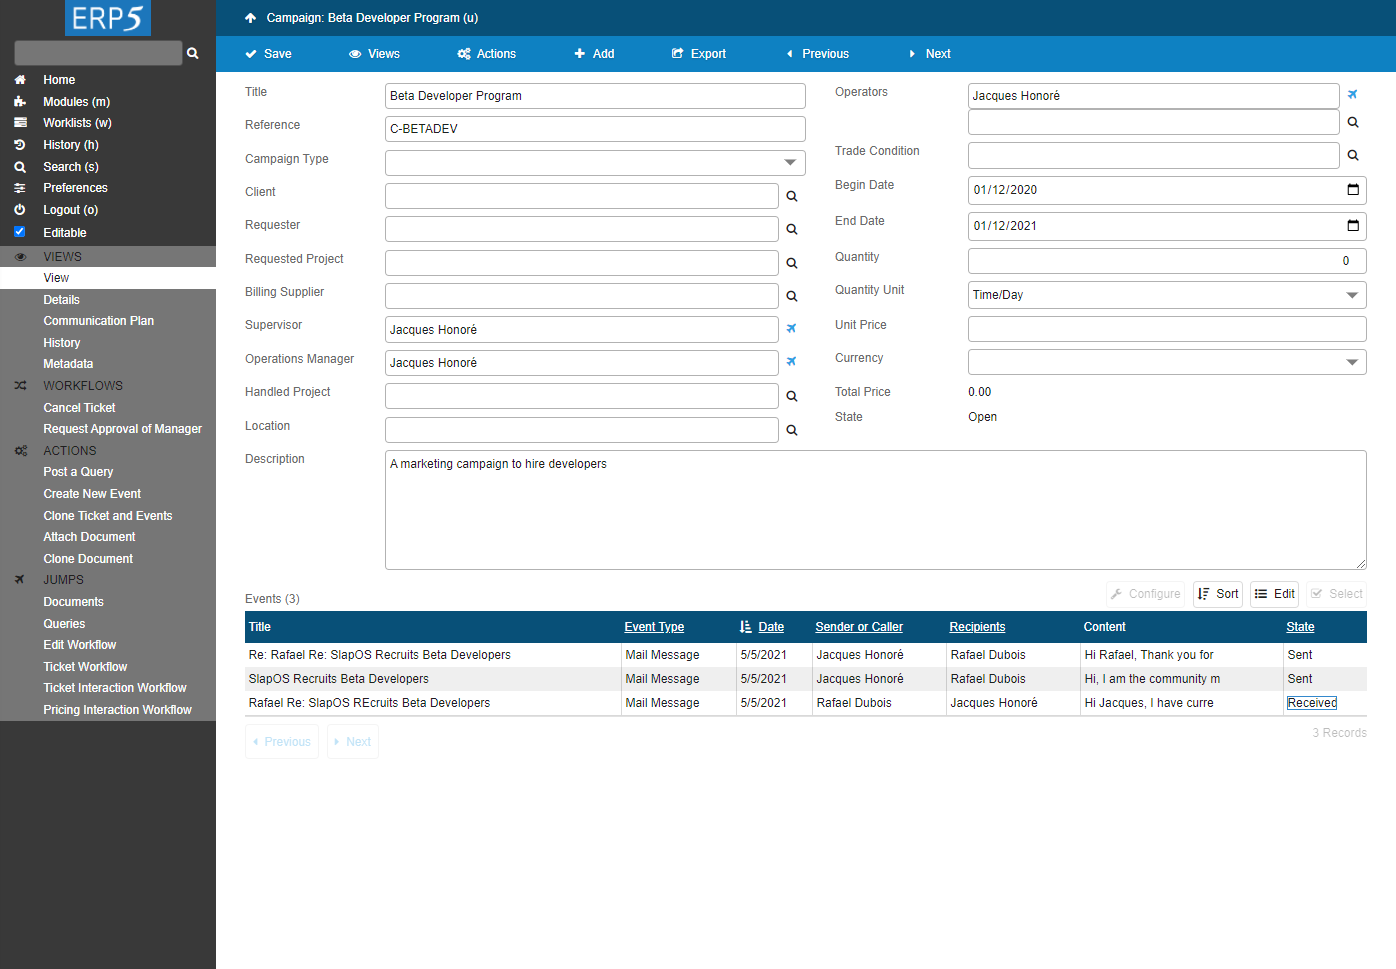 ERP5
Home
Modules (m)
Worklists (w)
History (h)
Search (s)
Preferences
Logout (o)
Editable
VIEWS
View
Details
Communication Plan
History
Metadata
WORKFLOWS
Cancel Ticket
Request Approval of Manager
ACTIONS
Post a Query
Create New Event
Clone Ticket and Events
Attach Document
Clone Document
JUMPS
Documents
Queries
Edit Workflow
Ticket Workflow
Ticket Interaction Workflow
Pricing Interaction Workflow
Campaign: Beta Developer Program (u)
Save Views Actions Add Export Previous Next
Title Beta Developer Program
Reference C-BETADEV
Campaign Type
Client
Requester
Requested Project
Billing Supplier
Supervisor Jacques Honoré
Operations Manager Jacques Honoré
Handled Project
Location
Operators Jacques Honoré
Trade Condition
Begin Date 01/12/2020
End Date 01/12/2021
Quantity 0
Quantity Unit Time/Day
Unit Price
Currency
Total Price 0.00
State Open
Description A marketing campaign to hire developers
Events (3) Configure Sort Edit Select
Title Event Type Date Sender or Caller Recipients Content State
Re: Rafael Re: SlapOS Recruits Beta Developers Mail Message 5/5/2021 Jacques Honoré Rafael Dubois Hi Rafael, Thank you for Sent
SlapOS Recruits Beta Developers Mail Message 5/5/2021 Jacques Honoré Rafael Dubois Hi, I am the community m Sent
Rafael Re: SlapOS REcruits Beta Developers Mail Message 5/5/2021 Rafael Dubois Jacques Honoré Hi Jacques, I have curre Received
Previous Next 3 Records